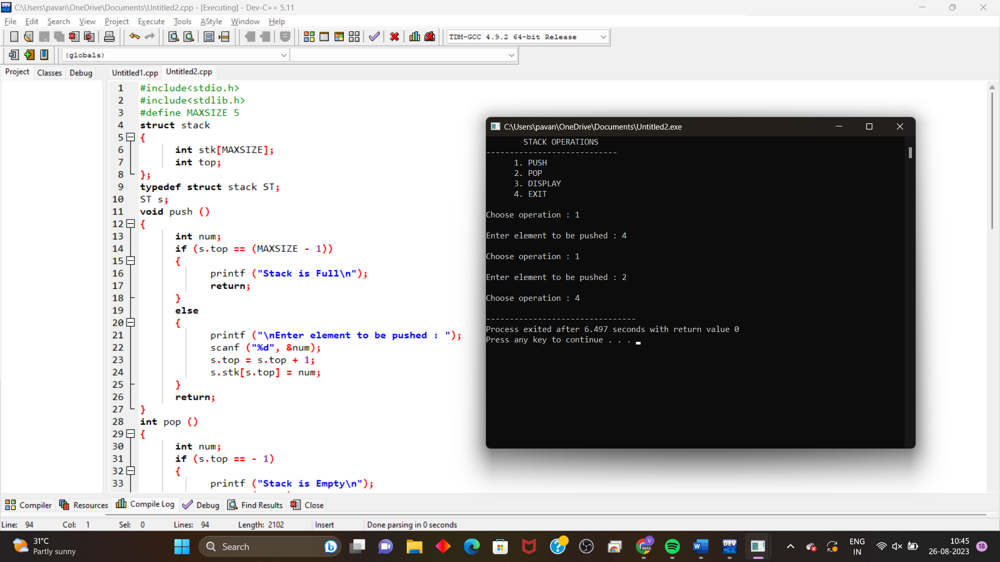 C:\Users\pavan\OneDrive\Documents\Untitled2.cpp - [Executing] - Dev-C++ 5.11
File Edit Search View Project Execute Tools AStyle Window Help
TDM-GCC 4.9.2 64-bit Release
(globals)
Project Classes Debug Untitled1.cpp Untitled2.cpp
1 #include<stdio.h>
2 #include<stdlib.h>
3 #define MAXSIZE 5
4 struct stack
5 {
6 int stk[MAXSIZE];
7 int top;
8 };
9 typedef struct stack ST;
10 ST s;
11 void push ()
12 {
13 int num;
14 if (s.top == (MAXSIZE - 1))
15 {
16 printf ("Stack is Full\n");
17 return;
18 }
19 else
20 {
21 printf ("\nEnter element to be pushed : ");
22 scanf ("%d", &num);
23 s.top = s.top + 1;
24 s.stk[s.top] = num;
25 }
26 return;
27 }
28 int pop ()
29 {
30 int num;
31 if (s.top == - 1)
32 {
33 printf ("Stack is Empty\n");
C:\Users\pavan\OneDrive\Documents\Untitled2.exe
STACK OPERATIONS
----------------------------
1. PUSH
2. POP
3. DISPLAY
4. EXIT
Choose operation : 1
Enter element to be pushed : 4
Choose operation : 1
Enter element to be pushed : 2
Choose operation : 4
--------------------------------
Process exited after 6.497 seconds with return value 0
Press any key to continue . . .
Compiler Resources Compile Log Debug Find Results Close
Line: 94 Col: 1 Sel: 0 Lines: 94 Length: 2102 Insert Done parsing in 0 seconds
31°C
Partly sunny
Search
V
Beta
DEV
C++
ENG
IN
10:45
26-08-2023
18